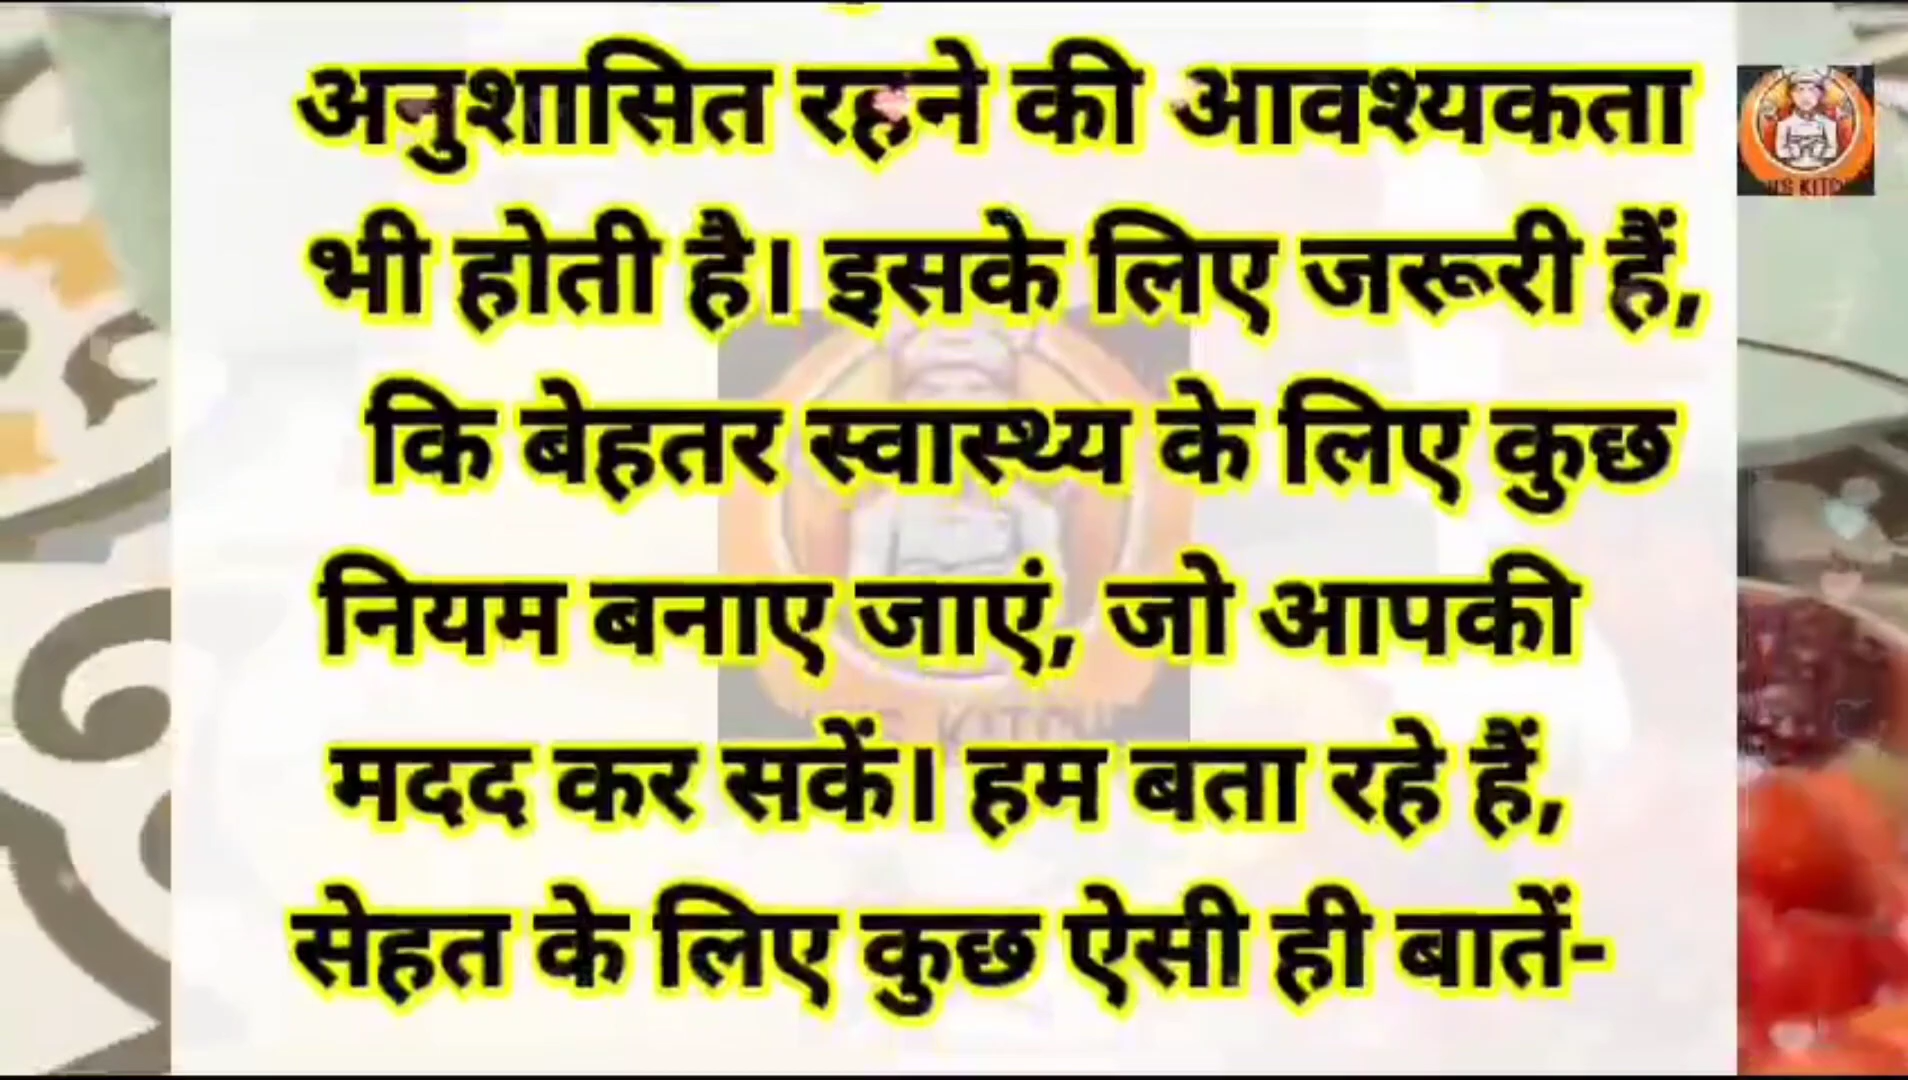 अनुशासित रहने की आवश्यकता
भी होती है। इसके लिए जरूरी हैं,
कि बेहतर स्वास्थ्य के लिए कुछ
नियम बनाए जाएं, जो आपकी
मदद कर सकें। हम बता रहे हैं,
सेहत के लिए कुछ ऐसी ही बातें-